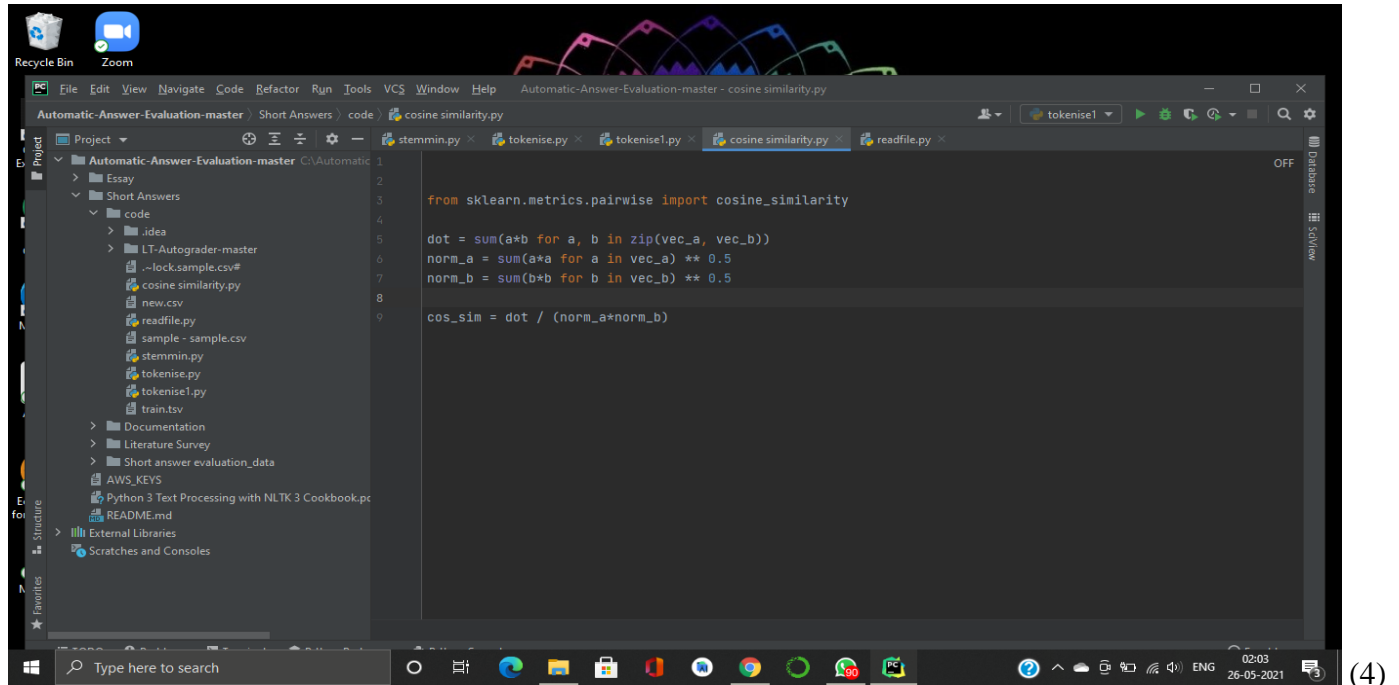 Recycle Bin
Zoom
PC File Edit View Navigate Code Refactor Run Tools VCS Window Help Automatic-Answer-Evaluation-master - cosine similarity.py
Automatic-Answer-Evaluation-master Short Answers code cosine similarity.py tokenise1
Project stemmin.py tokenise.py tokenise1.py cosine similarity.py readfile.py
Automatic-Answer-Evaluation-master C:\Automatic
Essay
Short Answers
code
.idea
LT-Autograder-master
.~lock.sample.csv#
cosine similarity.py
new.csv
readfile.py
sample - sample.csv
stemmin.py
tokenise.py
tokenise1.py
train.tsv
Documentation
Literature Survey
Short answer evaluation_data
AWS_KEYS
Python 3 Text Processing with NLTK 3 Cookbook.pd
README.md
External Libraries
Scratches and Consoles
Project
Structure
Favorites
1
2
3 from sklearn.metrics.pairwise import cosine_similarity
4
5 dot = sum(a*b for a, b in zip(vec_a, vec_b))
6 norm_a = sum(a*a for a in vec_a) ** 0.5
7 norm_b = sum(b*b for b in vec_b) ** 0.5
8
9 cos_sim = dot / (norm_a*norm_b)
OFF
Database
SciView
Type here to search
90
PC
ENG
02:03
26-05-2021
3
(4)